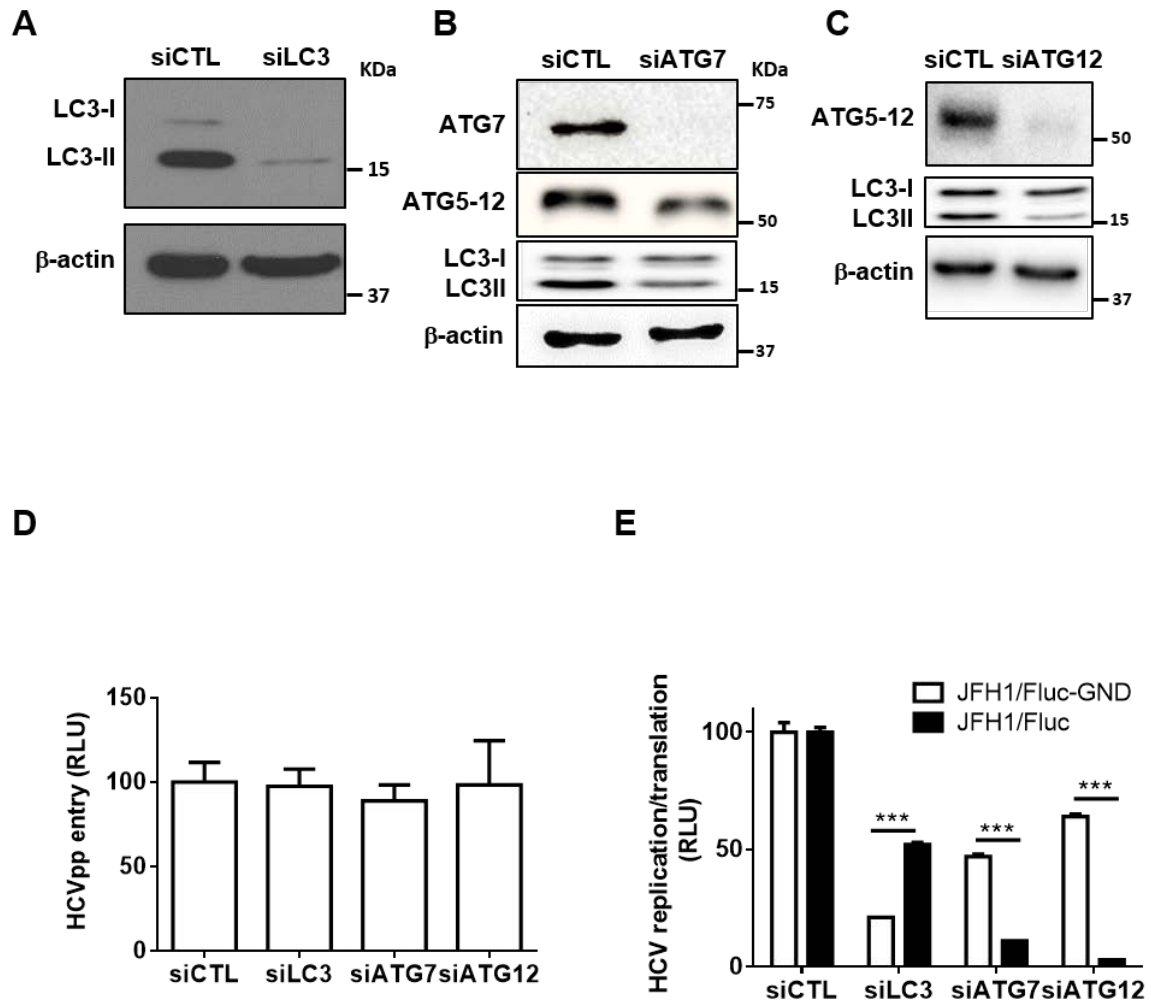 A
siCTL siLC3
KDa
LC3-I
LC3-II
15
β-actin
37
B
siCTL siATG7
KDa
75
ATG7
ATG5-12
50
LC3-I
LC3II
15
β-actin
37
C
siCTL siATG12
ATG5-12
50
LC3-I
LC3II
15
β-actin
37
D
HCVpp entry (RLU)
150
100
50
0
siCTL siLC3 siATG7 siATG12
E
HCV replication/translation
(RLU)
JFH1/Fluc-GND
JFH1/Fluc
100
50
0
***
***
***
siCTL siLC3 siATG7 siATG12